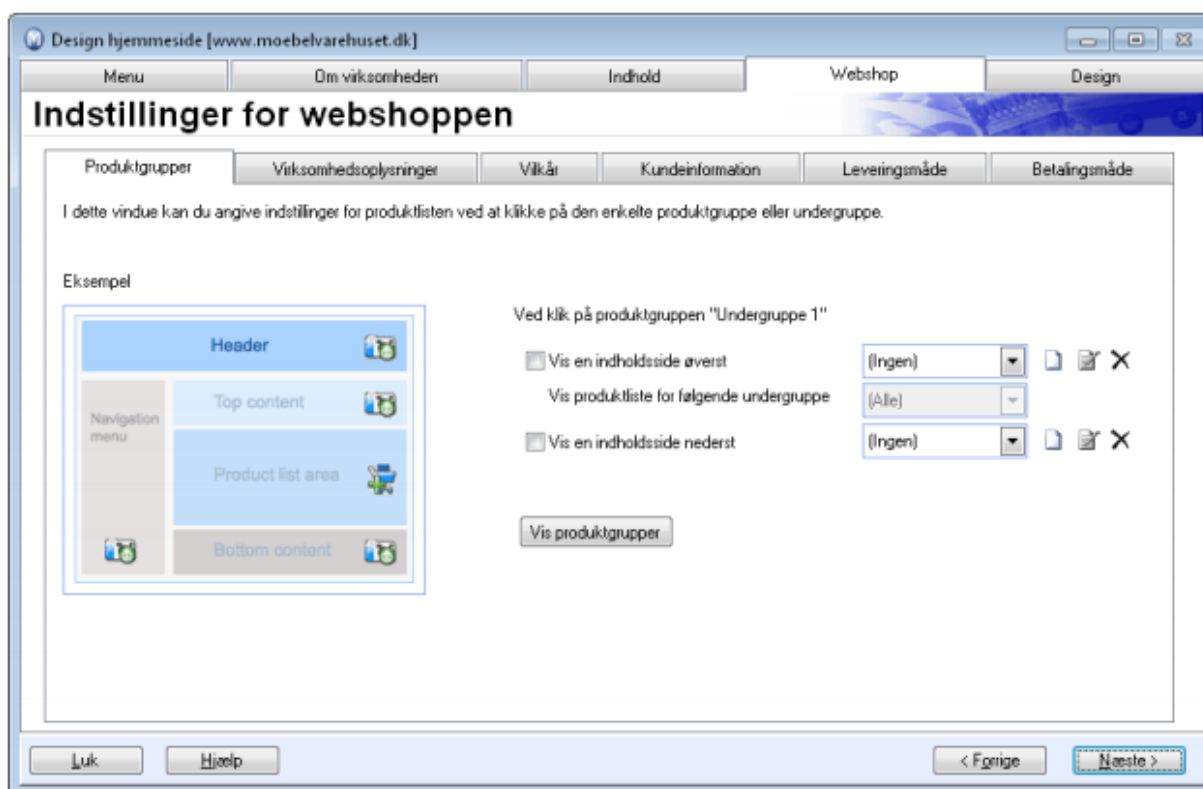 Design hjemmeside [www.moebelvarehuset.dk]
Menu Om virksomheden Indhold Webshop Design
Indstillinger for webshoppen
Produktgrupper Virksomhedsoplysninger Vilkår Kundeinformation Leveringsmåde Betalingsmåde
I dette vindue kan du angive indstillinger for produktlisten ved at klikke på den enkelte produktgruppe eller undergruppe.
Eksempel
Header
Top content
Navigation
menu
Product list area
Bottom content
Ved klik på produktgruppen "Undergruppe 1"
Vis en indholdsside øverst (Ingen)
Vis produktliste for følgende undergruppe (Alle)
Vis en indholdsside nederst (Ingen)
Vis produktgrupper
Luk Hjælp < Forrige Næste >